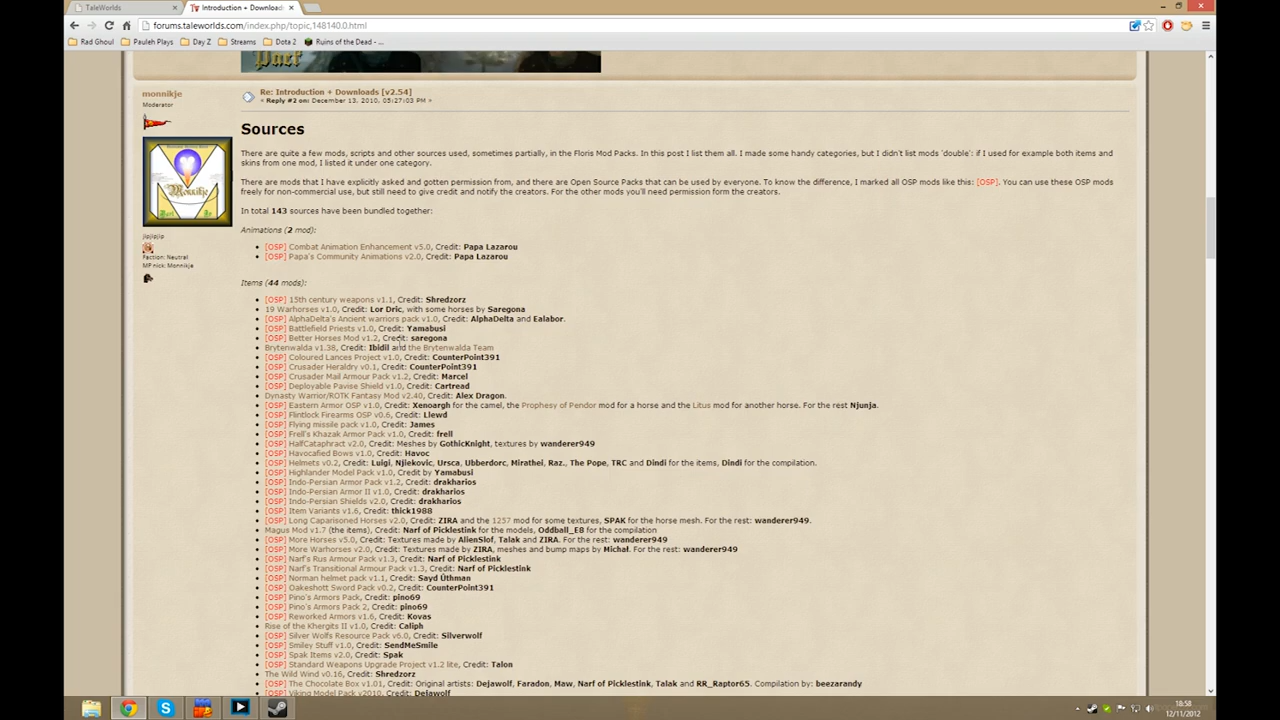 TaleWorlds
Introduction + Download
forums.taleworlds.com/index.php/topic,148140.0.html
Rad Ghoul
Pauleh Plays
Day Z
Streams
Dota 2
Ruins of the Dead - ...
Pact
monnikje
Moderator
Re: Introduction + Downloads [v2.54]
« Reply #2 on: December 13, 2010, 05:27:03 PM »
Sources
There are quite a few mods, scripts and other sources used, sometimes partially, in the Floris Mod Packs. In this post I list them all. I made some handy categories, but I didn't list mods 'double': if I used for example both items and
skins from one mod, I listed it under one category.
There are mods that I have explicitly asked and gotten permission from, and there are Open Source Packs that can be used by everyone. To know the difference, I marked all OSP mods like this: [OSP]. You can use these OSP mods
freely for non-commercial use, but still need to give credit and notify the creators. For the other mods you'll need permission form the creators.
In total 143 sources have been bundled together:
jiojiojio
Faction: Neutral
MP nick: Monnikje
Animations (2 mod):
[OSP] Combat Animation Enhancement v5.0, Credit: Papa Lazarou
[OSP] Papa's Community Animations v2.0, Credit: Papa Lazarou
Items (44 mods):
[OSP] 15th century weapons v1.1, Credit: Shredzorz
19 Warhorses v1.0, Credit: Lor Dric, with some horses by Saregona
[OSP] AlphaDelta's Ancient warriors pack v1.0, Credit: AlphaDelta and Ealabor.
[OSP] Battlefield Priests v1.0, Credit: Yamabusi
[OSP] Better Horses Mod v1.2, Credit: saregona
Brytenwalda v1.38, Credit: Ibidil and the Brytenwalda Team
[OSP] Coloured Lances Project v1.0, Credit: CounterPoint391
[OSP] Crusader Heraldry v0.1, Credit: CounterPoint391
[OSP] Crusader Mail Armour Pack v1.2, Credit: Marcel
[OSP] Deployable Pavise Shield v1.0, Credit: Cartread
Dynasty Warrior/ROTK Fantasy Mod v2.40, Credit: Alex Dragon.
[OSP] Eastern Armor OSP v1.0, Credit: Xenoargh for the camel, the Prophesy of Pendor mod for a horse and the Litus mod for another horse. For the rest Njunja.
[OSP] Flintlock Firearms OSP v0.6, Credit: Llewd
[OSP] Flying missile pack v1.0, Credit: James
[OSP] Frell's Khazak Armor Pack v1.0, Credit: frell
[OSP] HalfCataphract v2.0, Credit: Meshes by GothicKnight, textures by wanderer949
[OSP] Havocafied Bows v1.0, Credit: Havoc
[OSP] Helmets v0.2, Credit: Luigi, Njiekovic, Ursca, Ubberdorc, Mirathei, Raz., The Pope, TRC and Dindi for the items, Dindi for the compilation.
[OSP] Highlander Model Pack v1.0, Credit by Yamabusi
[OSP] Indo-Persian Armor Pack v1.2, Credit: drakharios
[OSP] Indo-Persian Armor II v1.0, Credit: drakharios
[OSP] Indo-Persian Shields v2.0, Credit: drakharios
[OSP] Item Variants v1.6, Credit: thick1988
[OSP] Long Caparisoned Horses v2.0, Credit: ZIRA and the 1257 mod for some textures, SPAK for the horse mesh. For the rest: wanderer949.
Magus Mod v1.7 (the items), Credit: Narf of Picklestink for the models, Oddball_E8 for the compilation
[OSP] More Horses v5.0, Credit: Textures made by AlienSlof, Talak and ZIRA. For the rest: wanderer949
[OSP] More Warhorses v2.0, Credit: Textures made by ZIRA, meshes and bump maps by Michał. For the rest: wanderer949
[OSP] Narf's Rus Armour Pack v1.3, Credit: Narf of Picklestink
[OSP] Narf's Transitional Armour Pack v1.3, Credit: Narf of Picklestink
[OSP] Norman helmet pack v1.1, Credit: Sayd Ûthman
[OSP] Oakeshott Sword Pack v0.2, Credit: CounterPoint391
[OSP] Pino's Armors Pack, Credit: pino69
[OSP] Pino's Armors Pack 2, Credit: pino69
[OSP] Reworked Armors v1.6, Credit: Kovas
Rise of the Khergits II v1.0, Credit: Caliph
[OSP] Silver Wolfs Resource Pack v6.0, Credit: Silverwolf
[OSP] Smiley Stuff v1.0, Credit: SendMeSmile
[OSP] Spak Items v2.0, Credit: Spak
[OSP] Standard Weapons Upgrade Project v1.2 lite, Credit: Talon
The Wild Wind v0.16, Credit: Shredzorz
[OSP] The Chocolate Box v1.01, Credit: Original artists: Dejawolf, Faradon, Maw, Narf of Picklestink, Talak and RR_Raptor65. Compilation by: beezarandy
[OSP] Viking Model Pack v2010, Credit: Dejawolf
18:58
12/11/2012